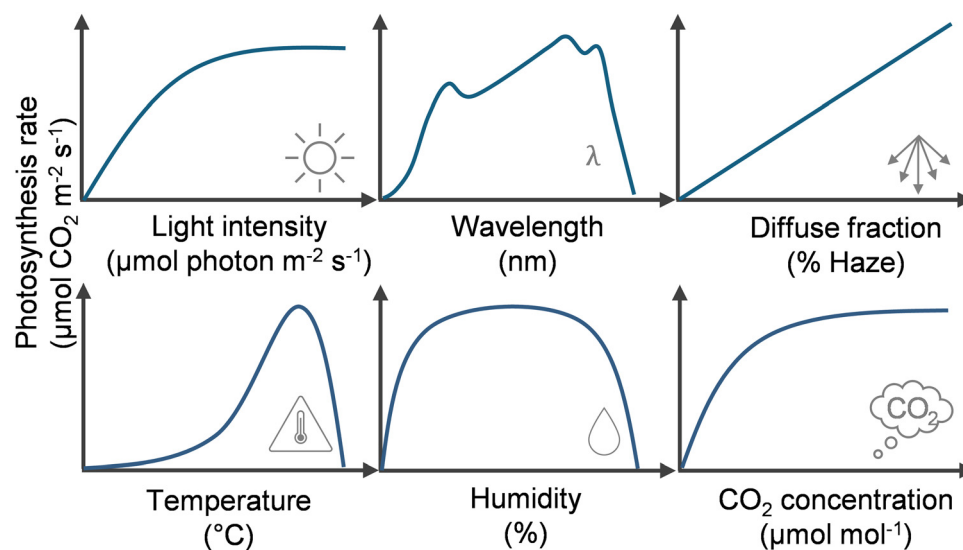 Photosynthesis rate
(µmol CO₂ m⁻² s⁻¹)
Light intensity
(µmol photon m⁻² s⁻¹)
λ
Wavelength
(nm)
Diffuse fraction
(% Haze)
Temperature
(°C)
Humidity
(%)
CO₂
CO₂ concentration
(µmol mol⁻¹)